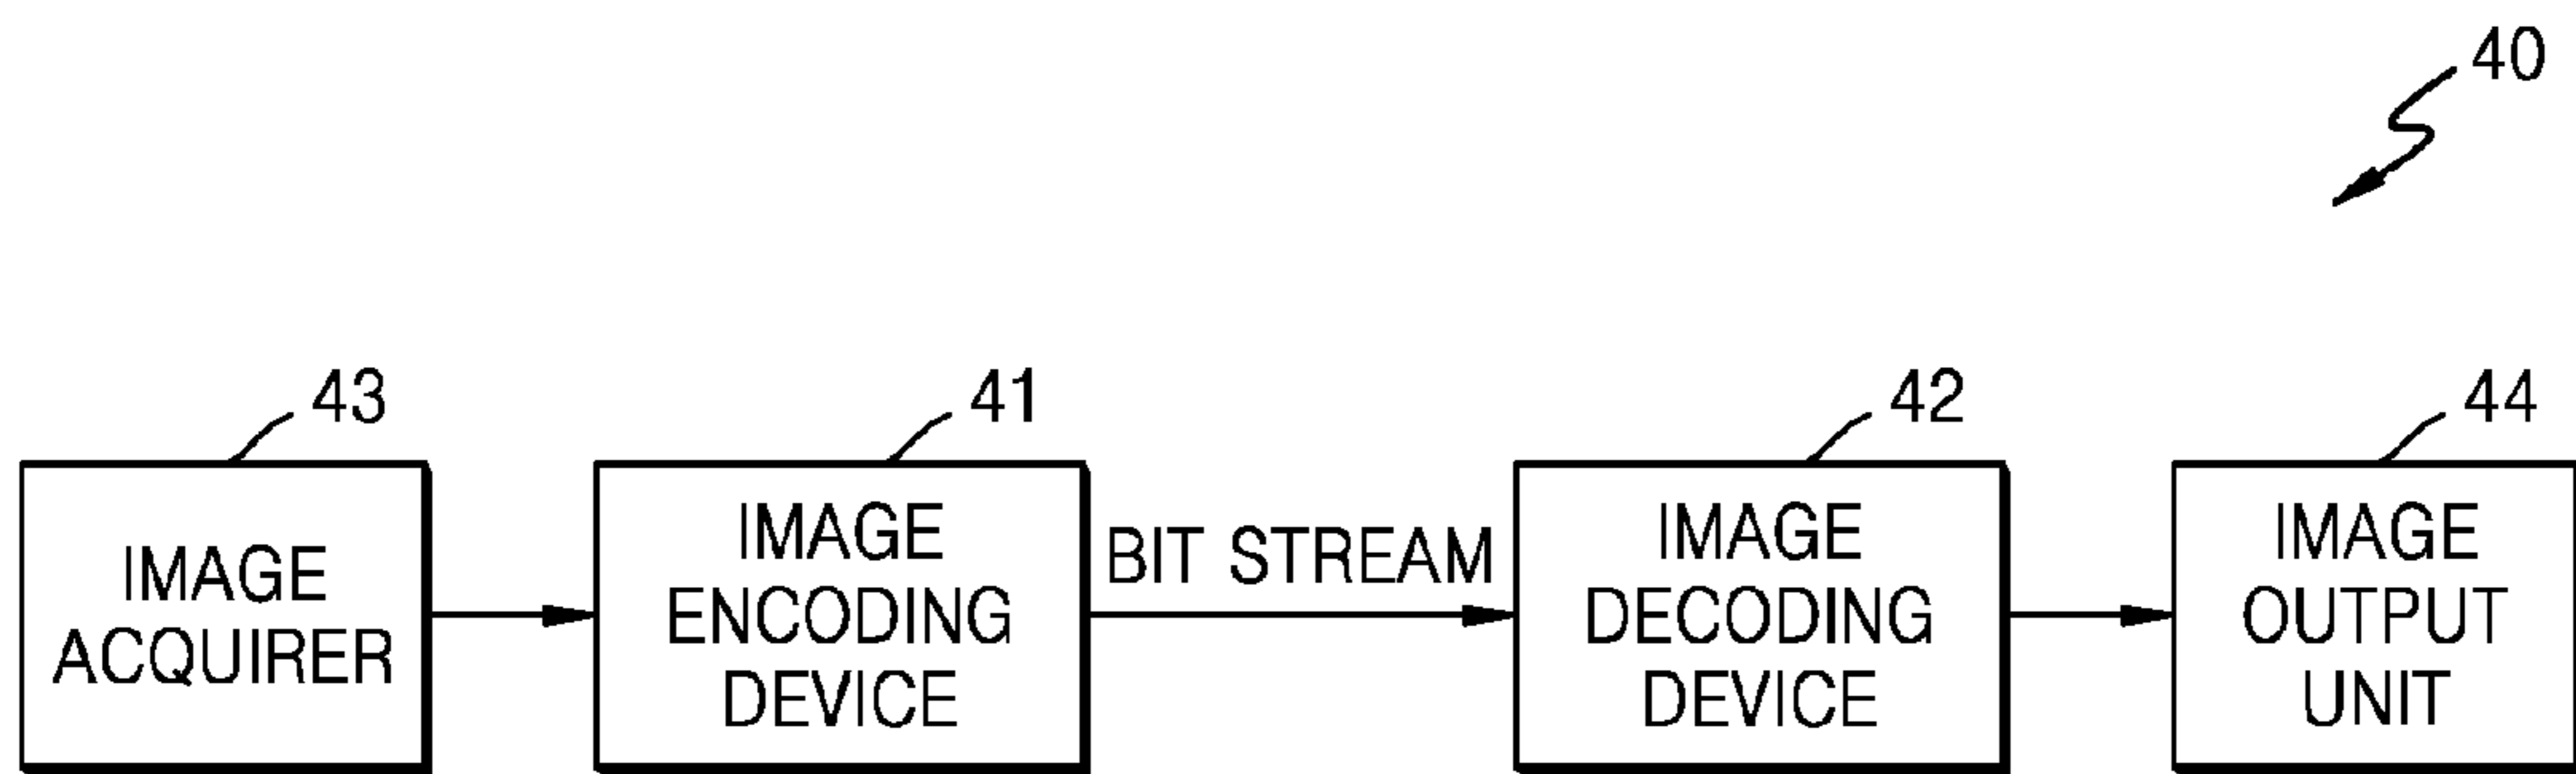 40
43
41
42
44
IMAGE
ACQUIRER
IMAGE
ENCODING
DEVICE
BIT STREAM
IMAGE
DECODING
DEVICE
IMAGE
OUTPUT
UNIT